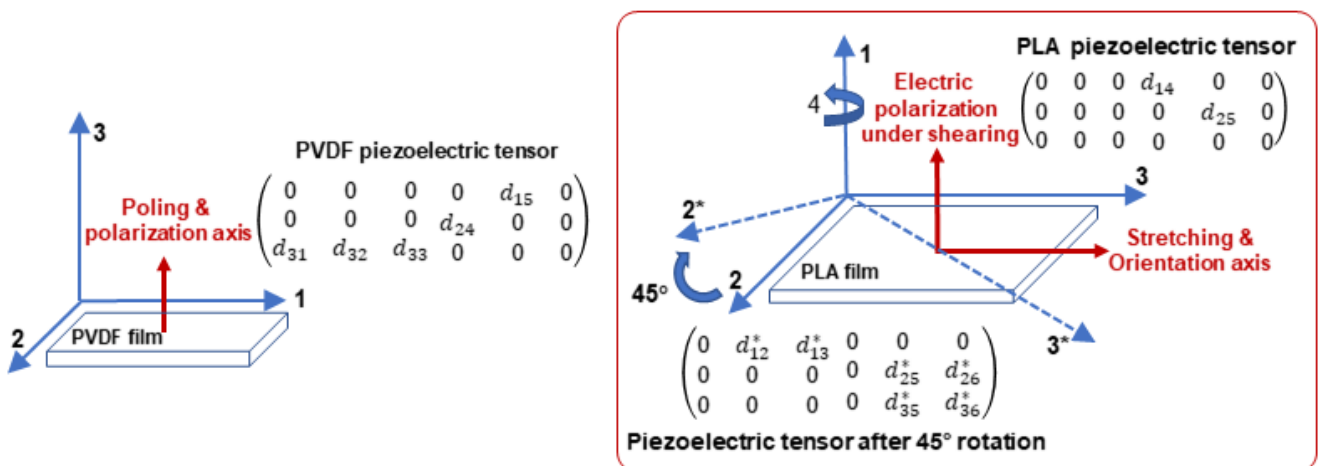 3
PVDF piezoelectric tensor
Poling &
polarization axis
0 0 0 0 d₁₅ 0
0 0 0 d₂₄ 0 0
d₃₁ d₃₂ d₃₃ 0 0 0
1
2
PVDF film
1
4
Electric
polarization
under shearing
PLA piezoelectric tensor
0 0 0 d₁₄ 0 0
0 0 0 0 d₂₅ 0
0 0 0 0 0 0
3
2*
2
45°
PLA film
Stretching &
Orientation axis
3*
0 d*₁₂ d*₁₃ 0 0 0
0 0 0 0 d*₂₅ d*₂₆
0 0 0 0 d*₃₅ d*₃₆
Piezoelectric tensor after 45° rotation